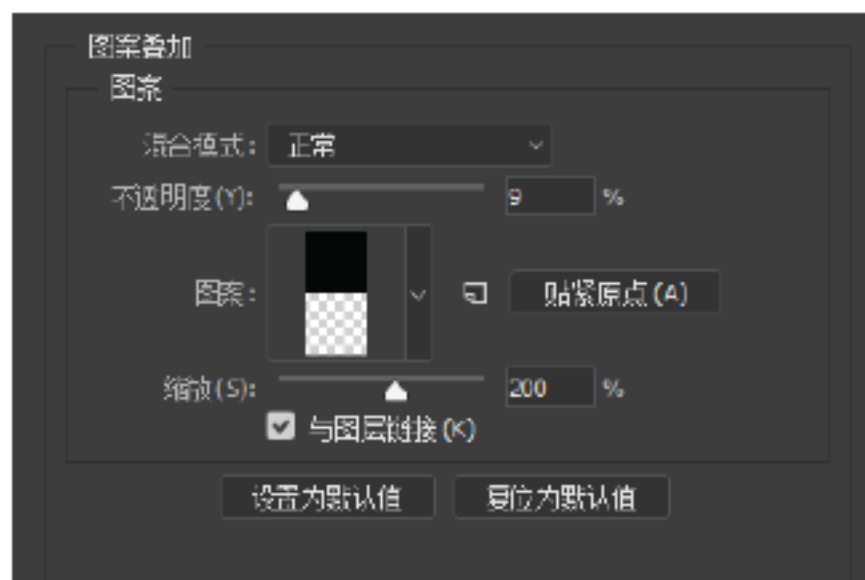 图案叠加
图案
混合模式: 正常
不透明度(Y): 9 %
图案: 贴紧原点(A)
缩放(S): 200 %
与图层链接(K)
设置为默认值 复位为默认值